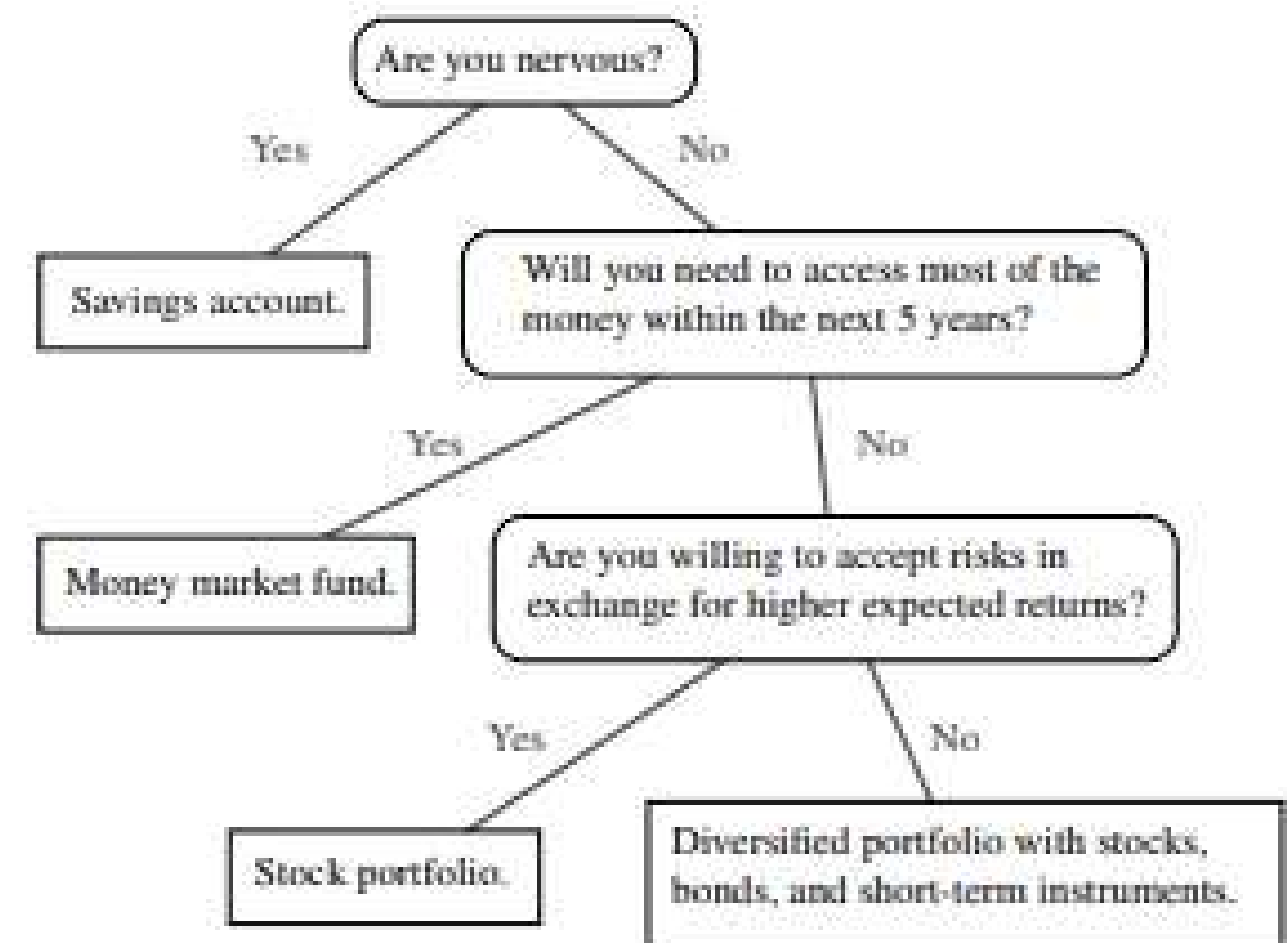 Are you nervous?
Yes
No
Savings account.
Will you need to access most of the
money within the next 5 years?
Yes
No
Money market fund.
Are you willing to accept risks in
exchange for higher expected returns?
Yes
No
Stock portfolio.
Diversified portfolio with stocks,
bonds, and short-term instruments.